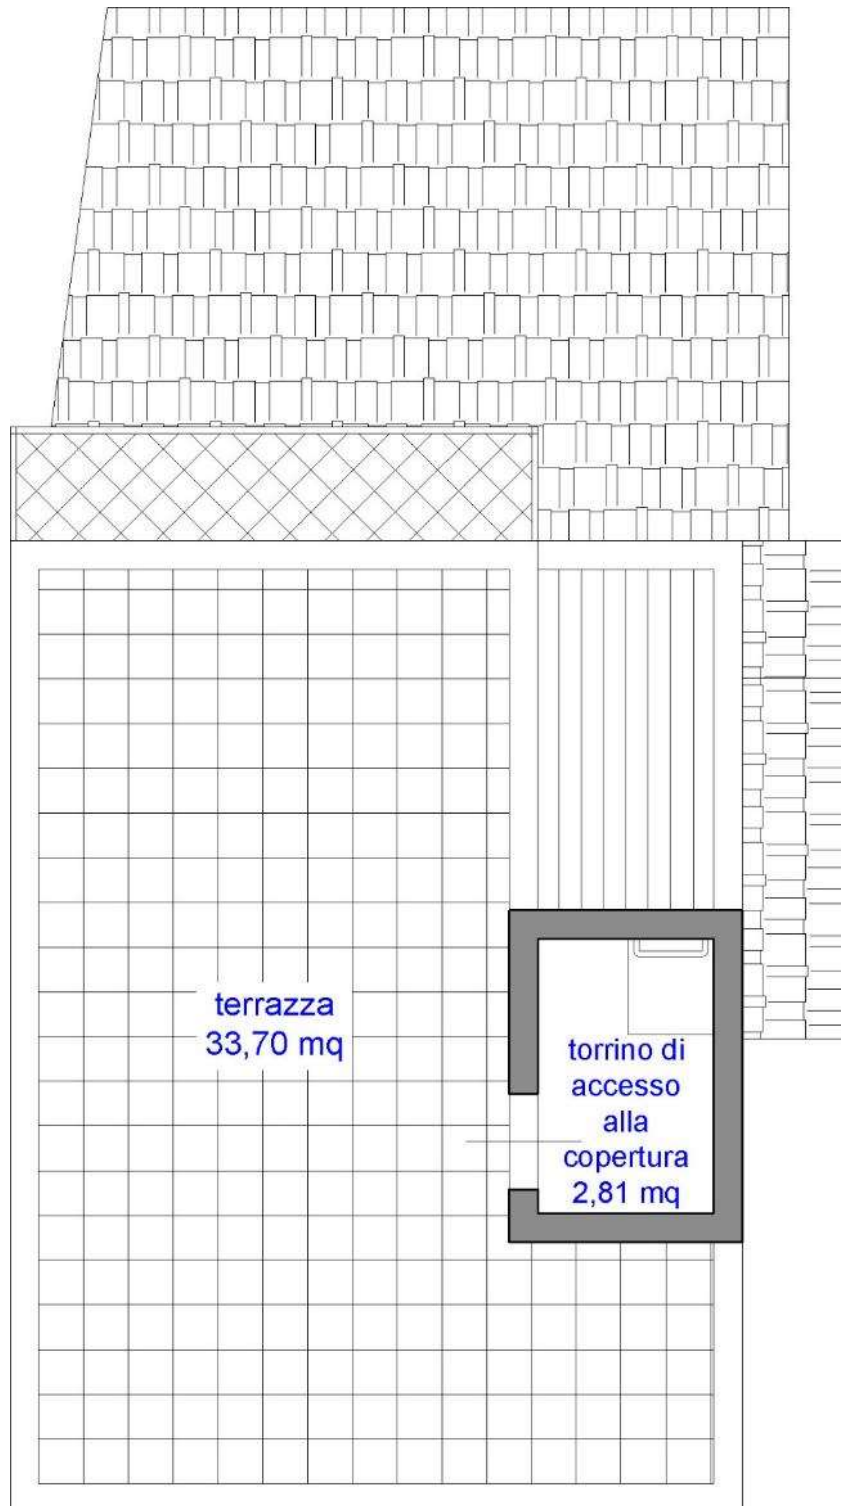 terrazza
33,70 mq
torrino di
accesso
alla
copertura
2,81 mq